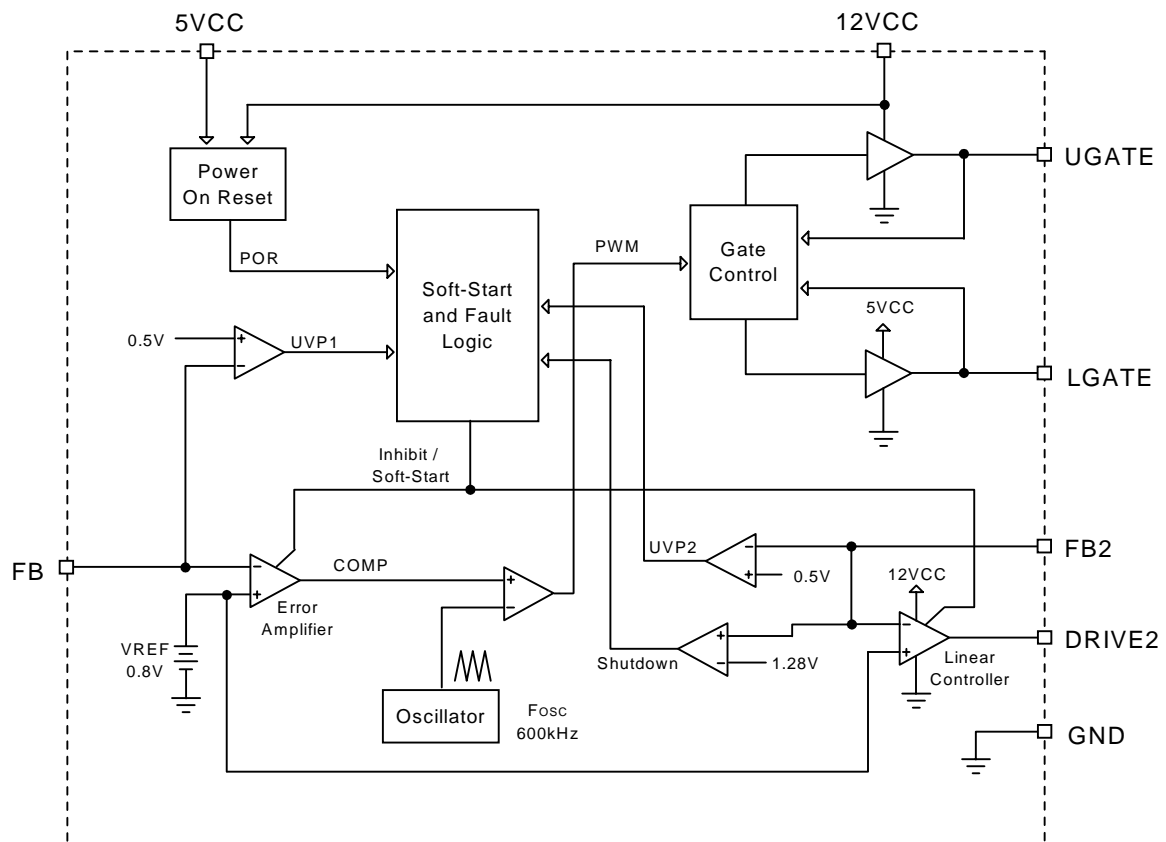 5VCC
12VCC
Power
On Reset
UGATE
POR
Soft-Start
and Fault
Logic
PWM
Gate
Control
5VCC
0.5V
+
-
UVP1
LGATE
Inhibit /
Soft-Start
FB
-
+
COMP
Error
Amplifier
+
-
UVP2
-
+
0.5V
FB2
12VCC
VREF
0.8V
Shutdown
+
-
1.28V
-
+
Linear
Controller
DRIVE2
Oscillator
FOSC
600kHz
GND